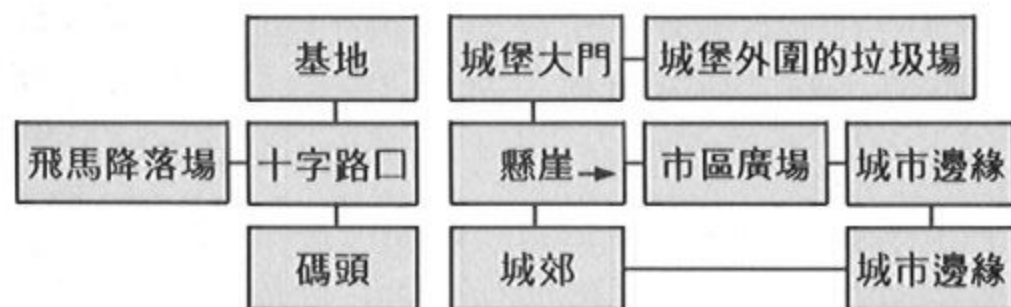 基地
城堡大門
城堡外圍的垃圾場
飛馬降落場
十字路口
懸崖
市區廣場
城市邊緣
碼頭
城郊
城市邊緣